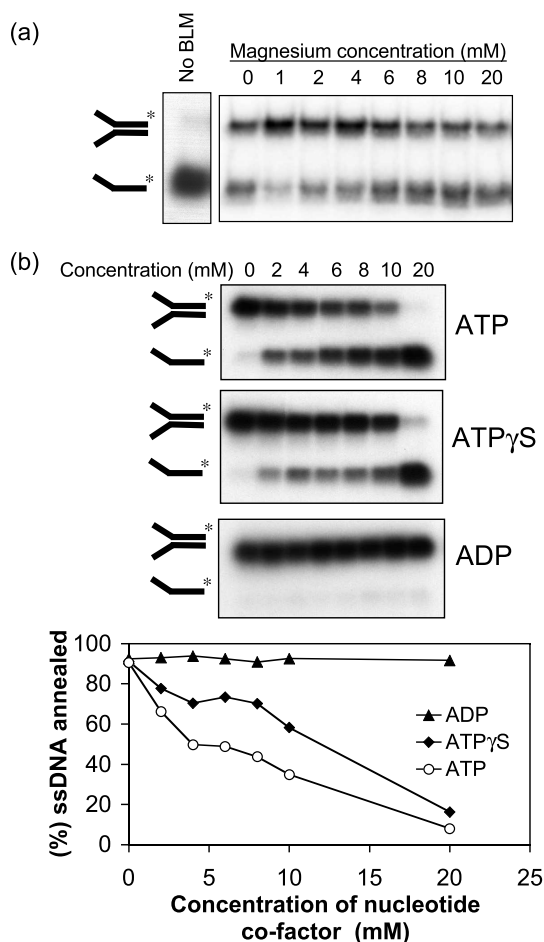 (a)
No BLM
Magnesium concentration (mM)
0 1 2 4 6 8 10 20
*
*
(b)
Concentration (mM) 0 2 4 6 8 10 20
*
*
ATP
*
*
ATPγS
*
*
ADP
(%) ssDNA annealed
100
80
60
40
20
0
ADP
ATPγS
ATP
0 5 10 15 20 25
Concentration of nucleotide
co-factor (mM)